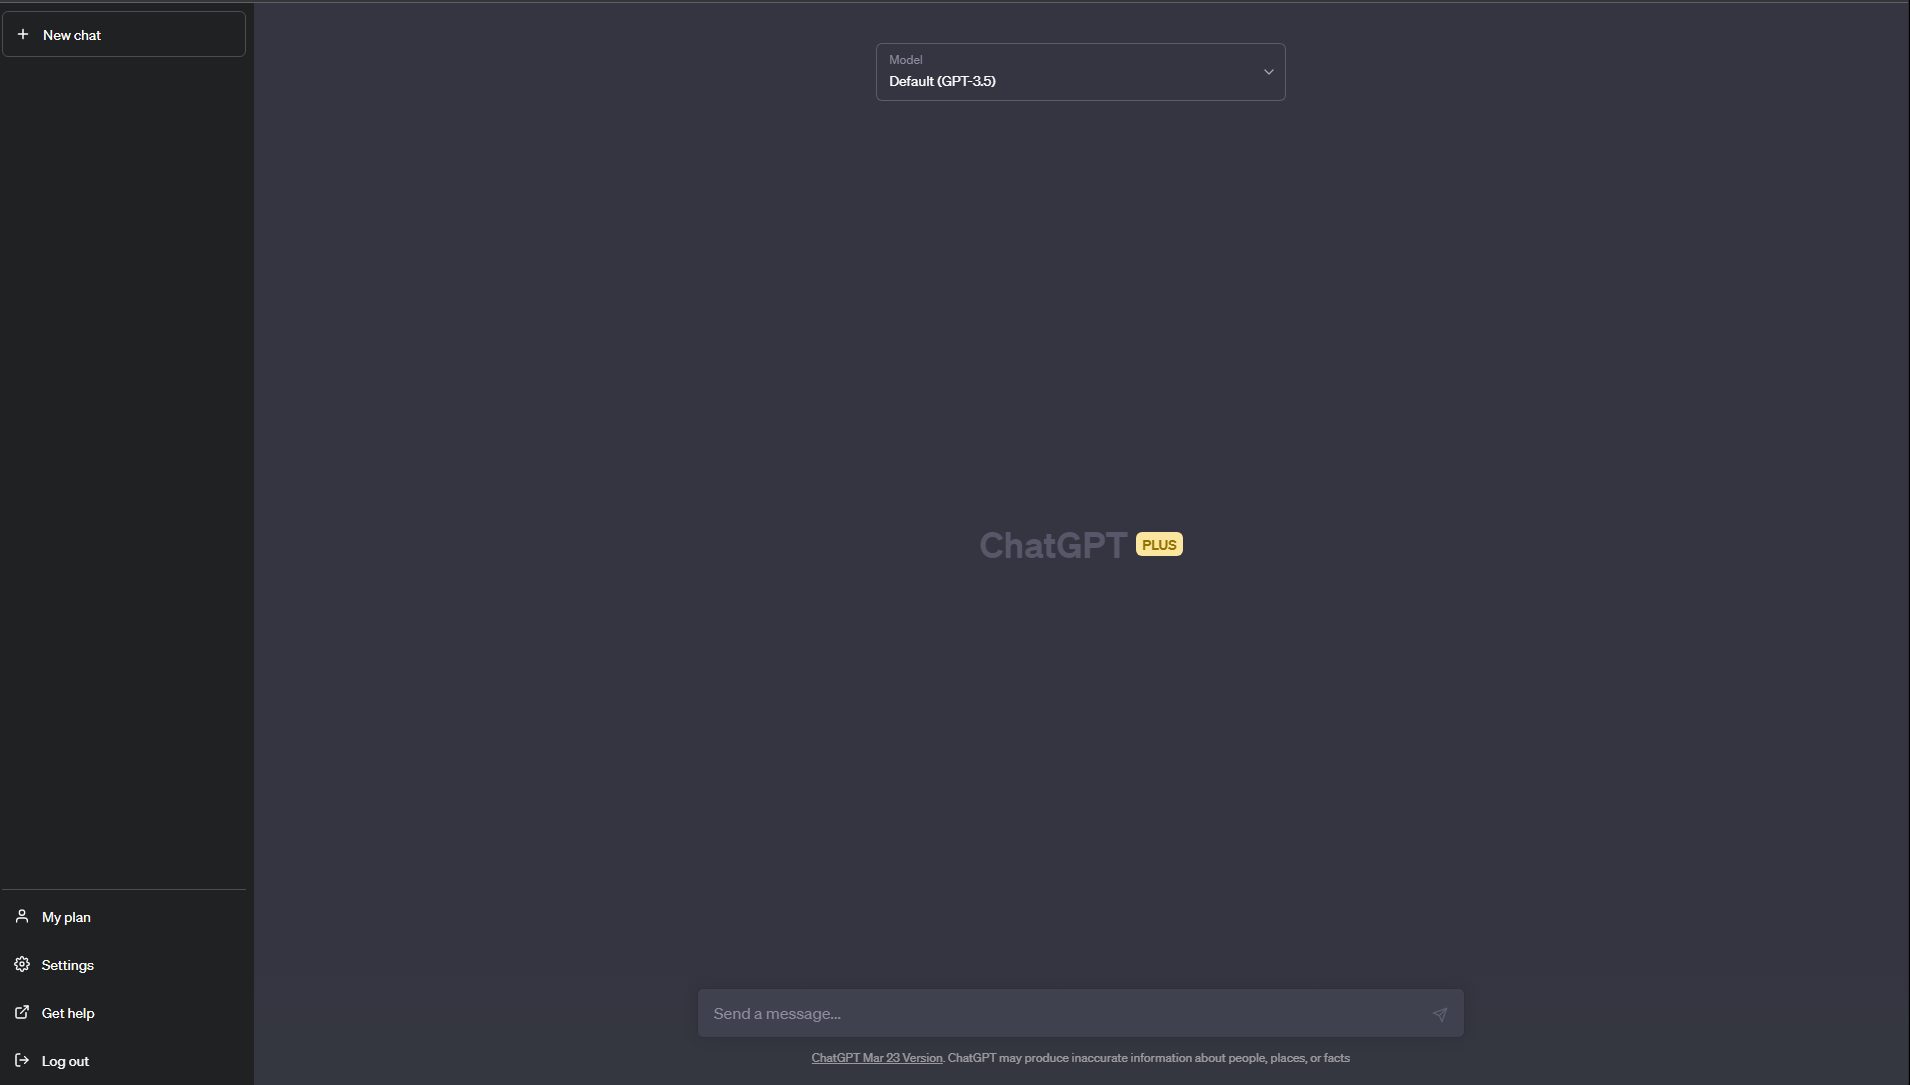 New chat
Model
Default (GPT-3.5)
ChatGPT PLUS
My plan
Settings
Get help
Log out
Send a message...
ChatGPT Mar 23 Version. ChatGPT may produce inaccurate information about people, places, or facts